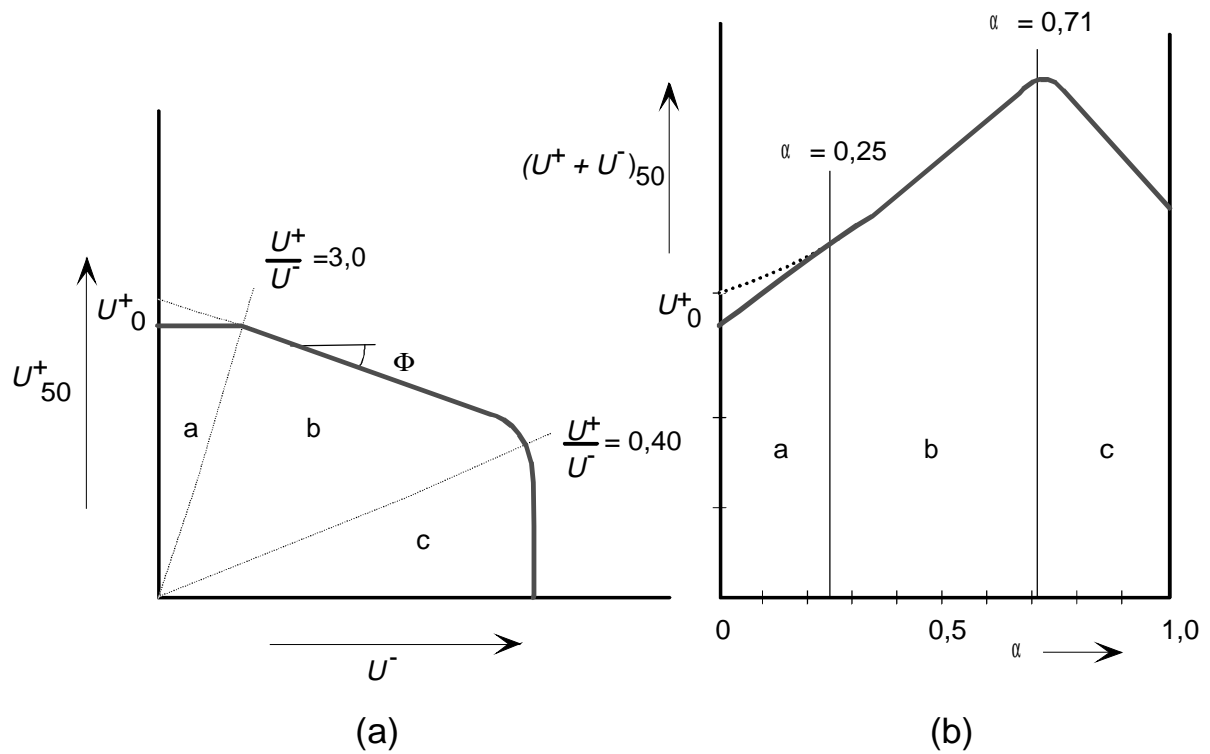 U⁺₅₀
U⁺₀
U⁺/U⁻ =3,0
Φ
a
b
U⁺/U⁻ = 0,40
c
U⁻
(a)
(U⁺ + U⁻)₅₀
α = 0,25
α = 0,71
U⁺₀
a
b
c
0
0,5
1,0
α
(b)